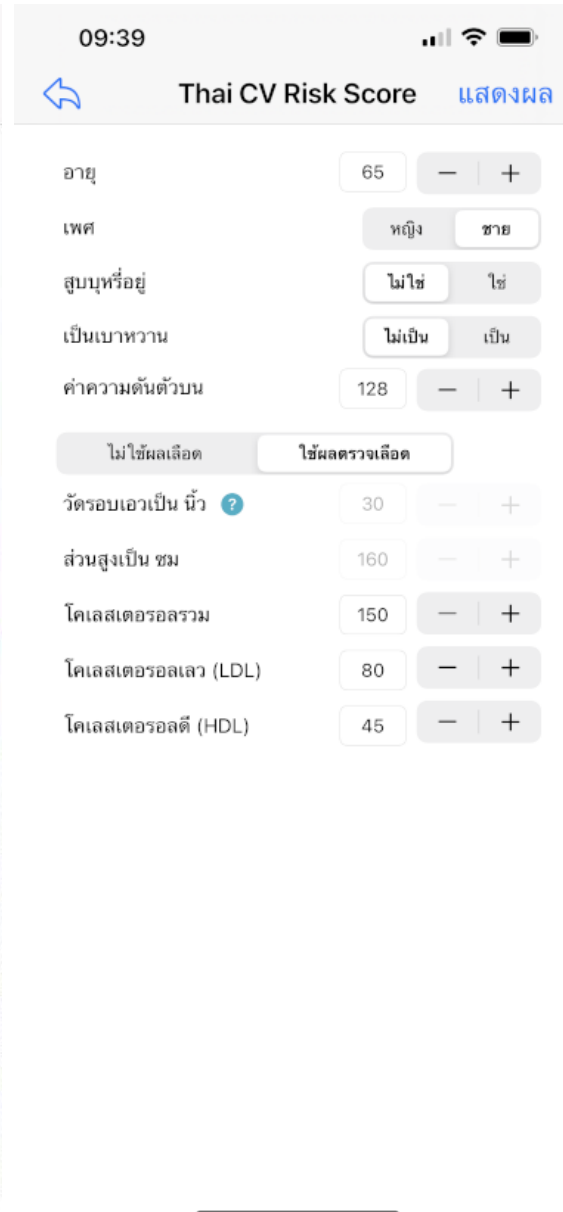 09:39
Thai CV Risk Score แสดงผล
อายุ 65 − +
เพศ หญิง ชาย
สูบบุหรี่อยู่ ไม่ใช่ ใช่
เป็นเบาหวาน ไม่เป็น เป็น
ค่าความดันตัวบน 128 − +
ไม่ใช้ผลเลือด ใช้ผลตรวจเลือด
วัดรอบเอวเป็น นิ้ว ? 30 − +
ส่วนสูงเป็น ซม 160 − +
โคเลสเตอรอลรวม 150 − +
โคเลสเตอรอลเลว (LDL) 80 − +
โคเลสเตอรอลดี (HDL) 45 − +